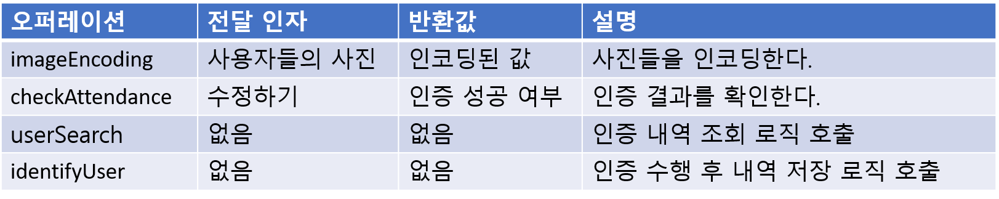 오퍼레이션 전달 인자 반환값 설명
imageEncoding 사용자들의 사진 인코딩된 값 사진들을 인코딩한다.
checkAttendance 수정하기 인증 성공 여부 인증 결과를 확인한다.
userSearch 없음 없음 인증 내역 조회 로직 호출
identifyUser 없음 없음 인증 수행 후 내역 저장 로직 호출